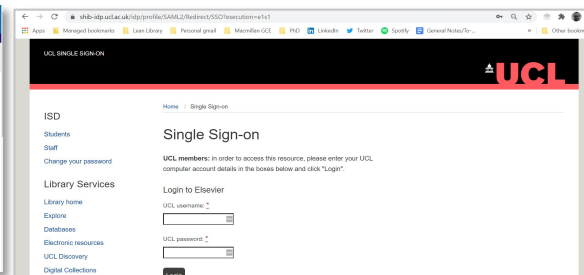 shib-idp.ucl.ac.uk/idp/profile/SAML2/Redirect/SSO?execution=e1s1
Apps Managed bookmarks Lean Library Personal gmail Macmillan GCE PhD LinkedIn Twitter Spotify General Notes/To-... » Other bookm
UCL SINGLE SIGN-ON
UCL
Home / Single Sign-on
ISD
Students
Staff
Change your password
Library Services
Library home
Explore
Databases
Electronic resources
UCL Discovery
Digital Collections
Single Sign-on
UCL members: in order to access this resource, please enter your UCL
computer account details in the boxes below and click "Login".
Login to Elsevier
UCL username: *
UCL password: *